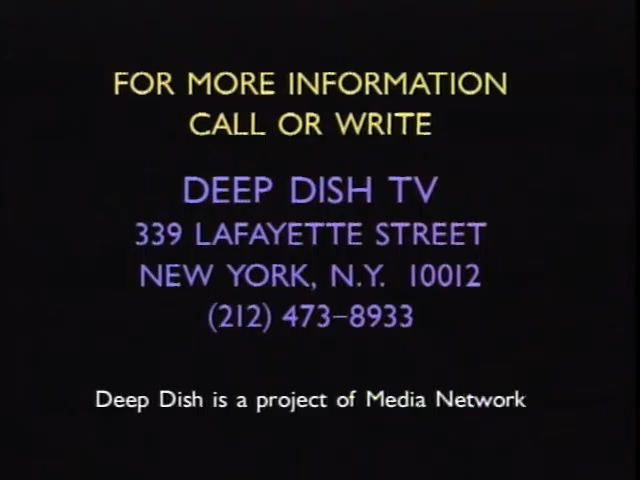 FOR MORE INFORMATION
CALL OR WRITE
DEEP DISH TV
339 LAFAYETTE STREET
NEW YORK, N.Y. 10012
(212) 473-8933
Deep Dish is a project of Media Network